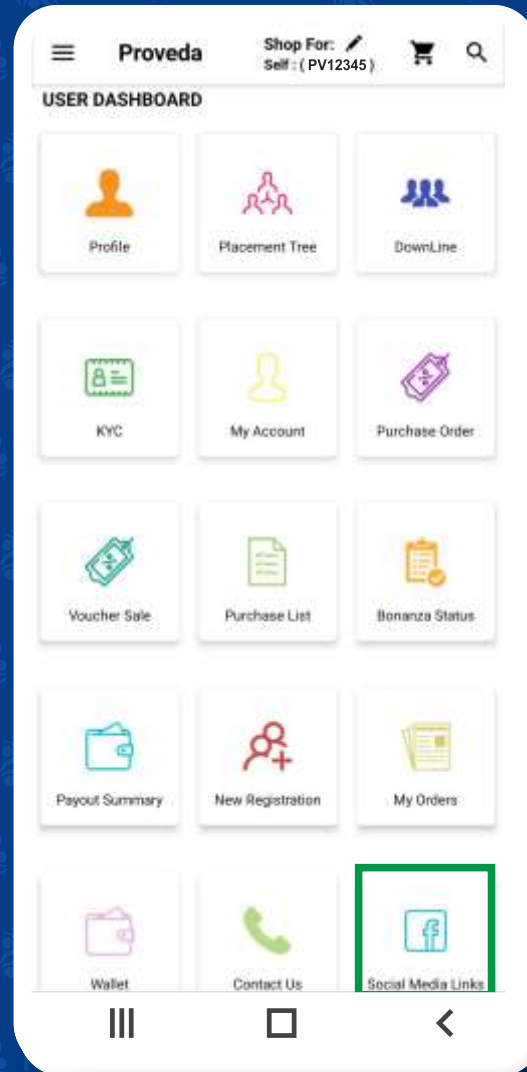 Proveda
Shop For:
Self : ( PV12345 )
USER DASHBOARD
Profile
Placement Tree
DownLine
KYC
My Account
Purchase Order
Voucher Sale
Purchase List
Bonanza Status
Payout Summary
New Registration
My Orders
Wallet
Contact Us
Social Media Links